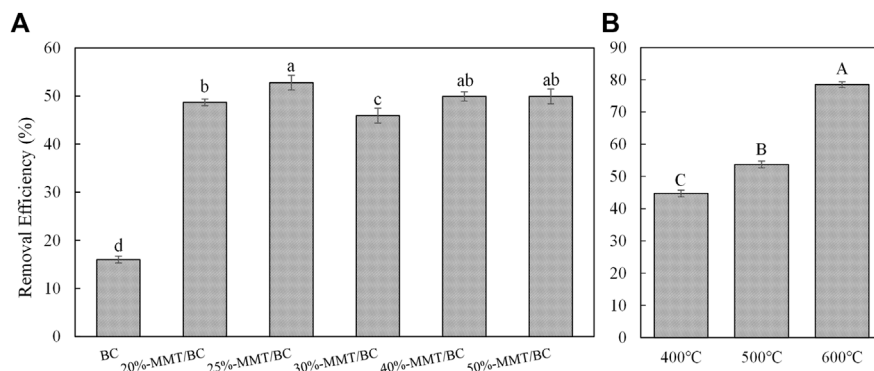 A
B
Removal Efficiency (%)
60
50
40
30
20
10
0
d
b
a
c
ab
ab
BC
20%-MMT/BC
25%-MMT/BC
30%-MMT/BC
40%-MMT/BC
50%-MMT/BC
90
80
70
60
50
40
30
20
10
0
C
B
A
400℃
500℃
600℃